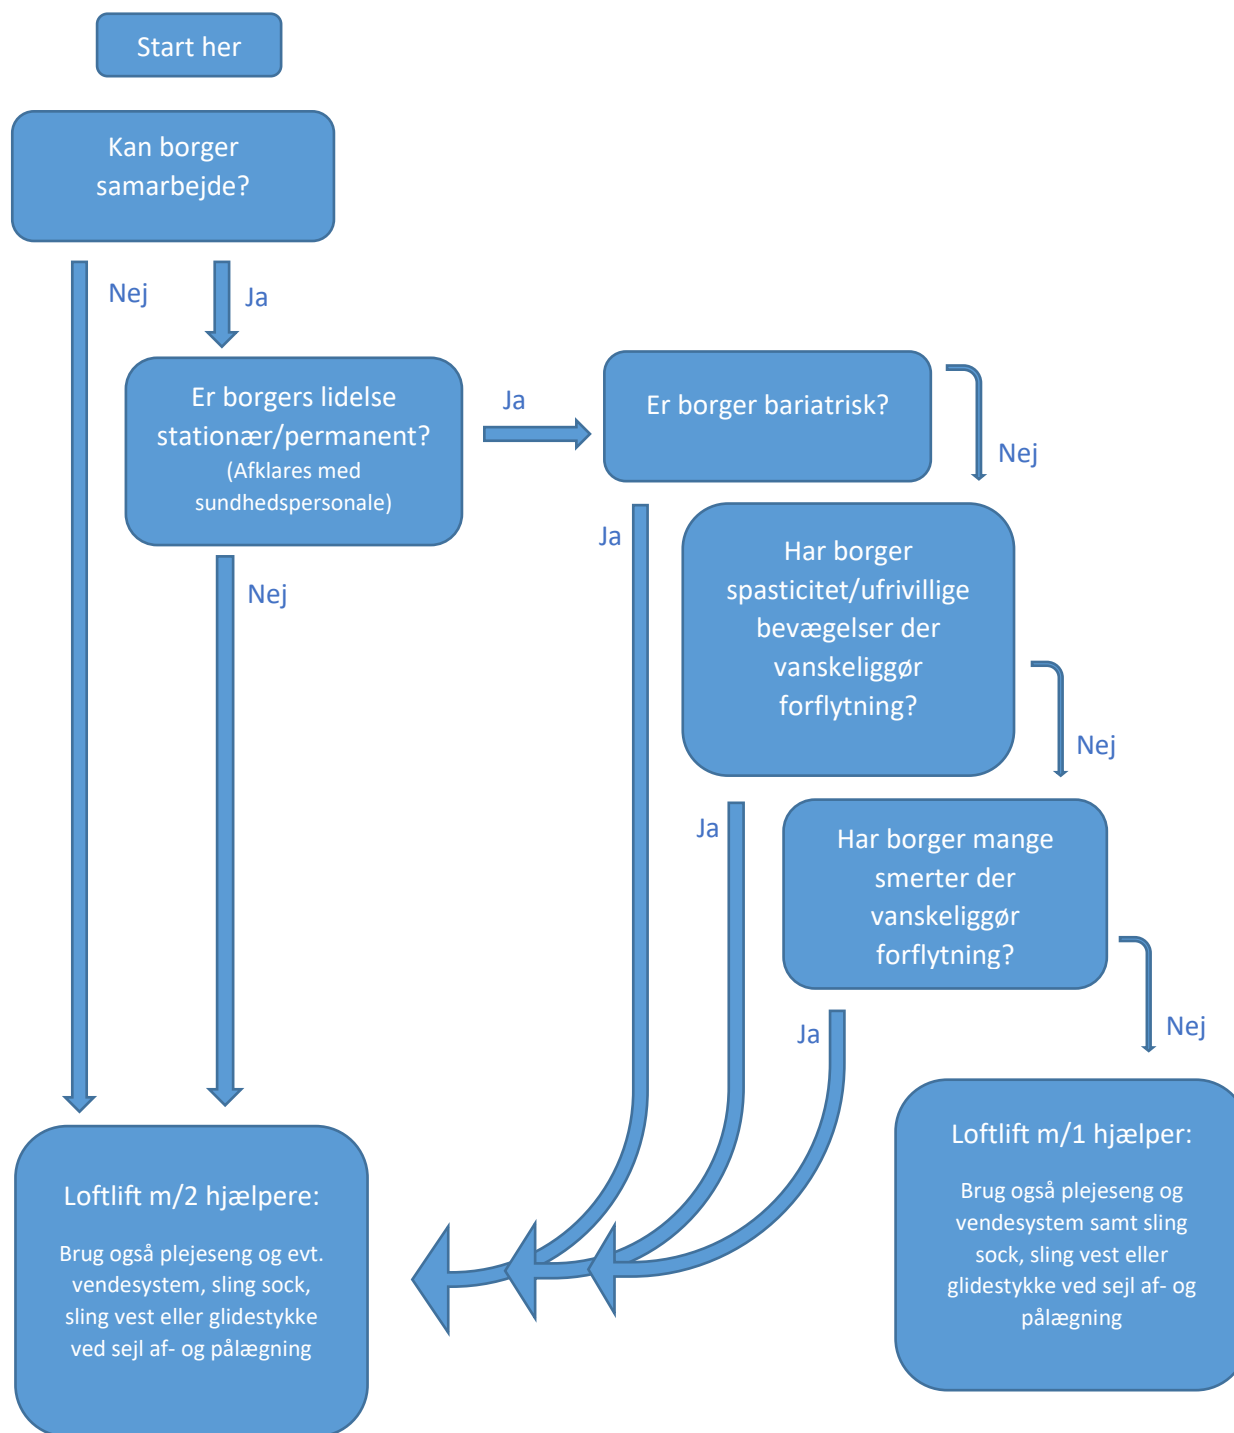 Start her
Kan borger
samarbejde?
Nej
Ja
Er borgers lidelse
stationær/permanent?
(Afklares med
sundhedspersonale)
Ja
Er borger bariatrisk?
Nej
Nej
Ja
Har borger
spasticitet/ufrivillige
bevægelser der
vanskeliggør
forflytning?
Nej
Ja
Har borger mange
smerter der
vanskeliggør
forflytning?
Nej
Ja
Loftlift m/2 hjælpere:
Brug også plejeseng og evt.
vendesystem, sling sock,
sling vest eller glidestykke
ved sejl af- og pålægning
Loftlift m/1 hjælper:
Brug også plejeseng og
vendesystem samt sling
sock, sling vest eller
glidestykke ved sejl af- og
pålægning